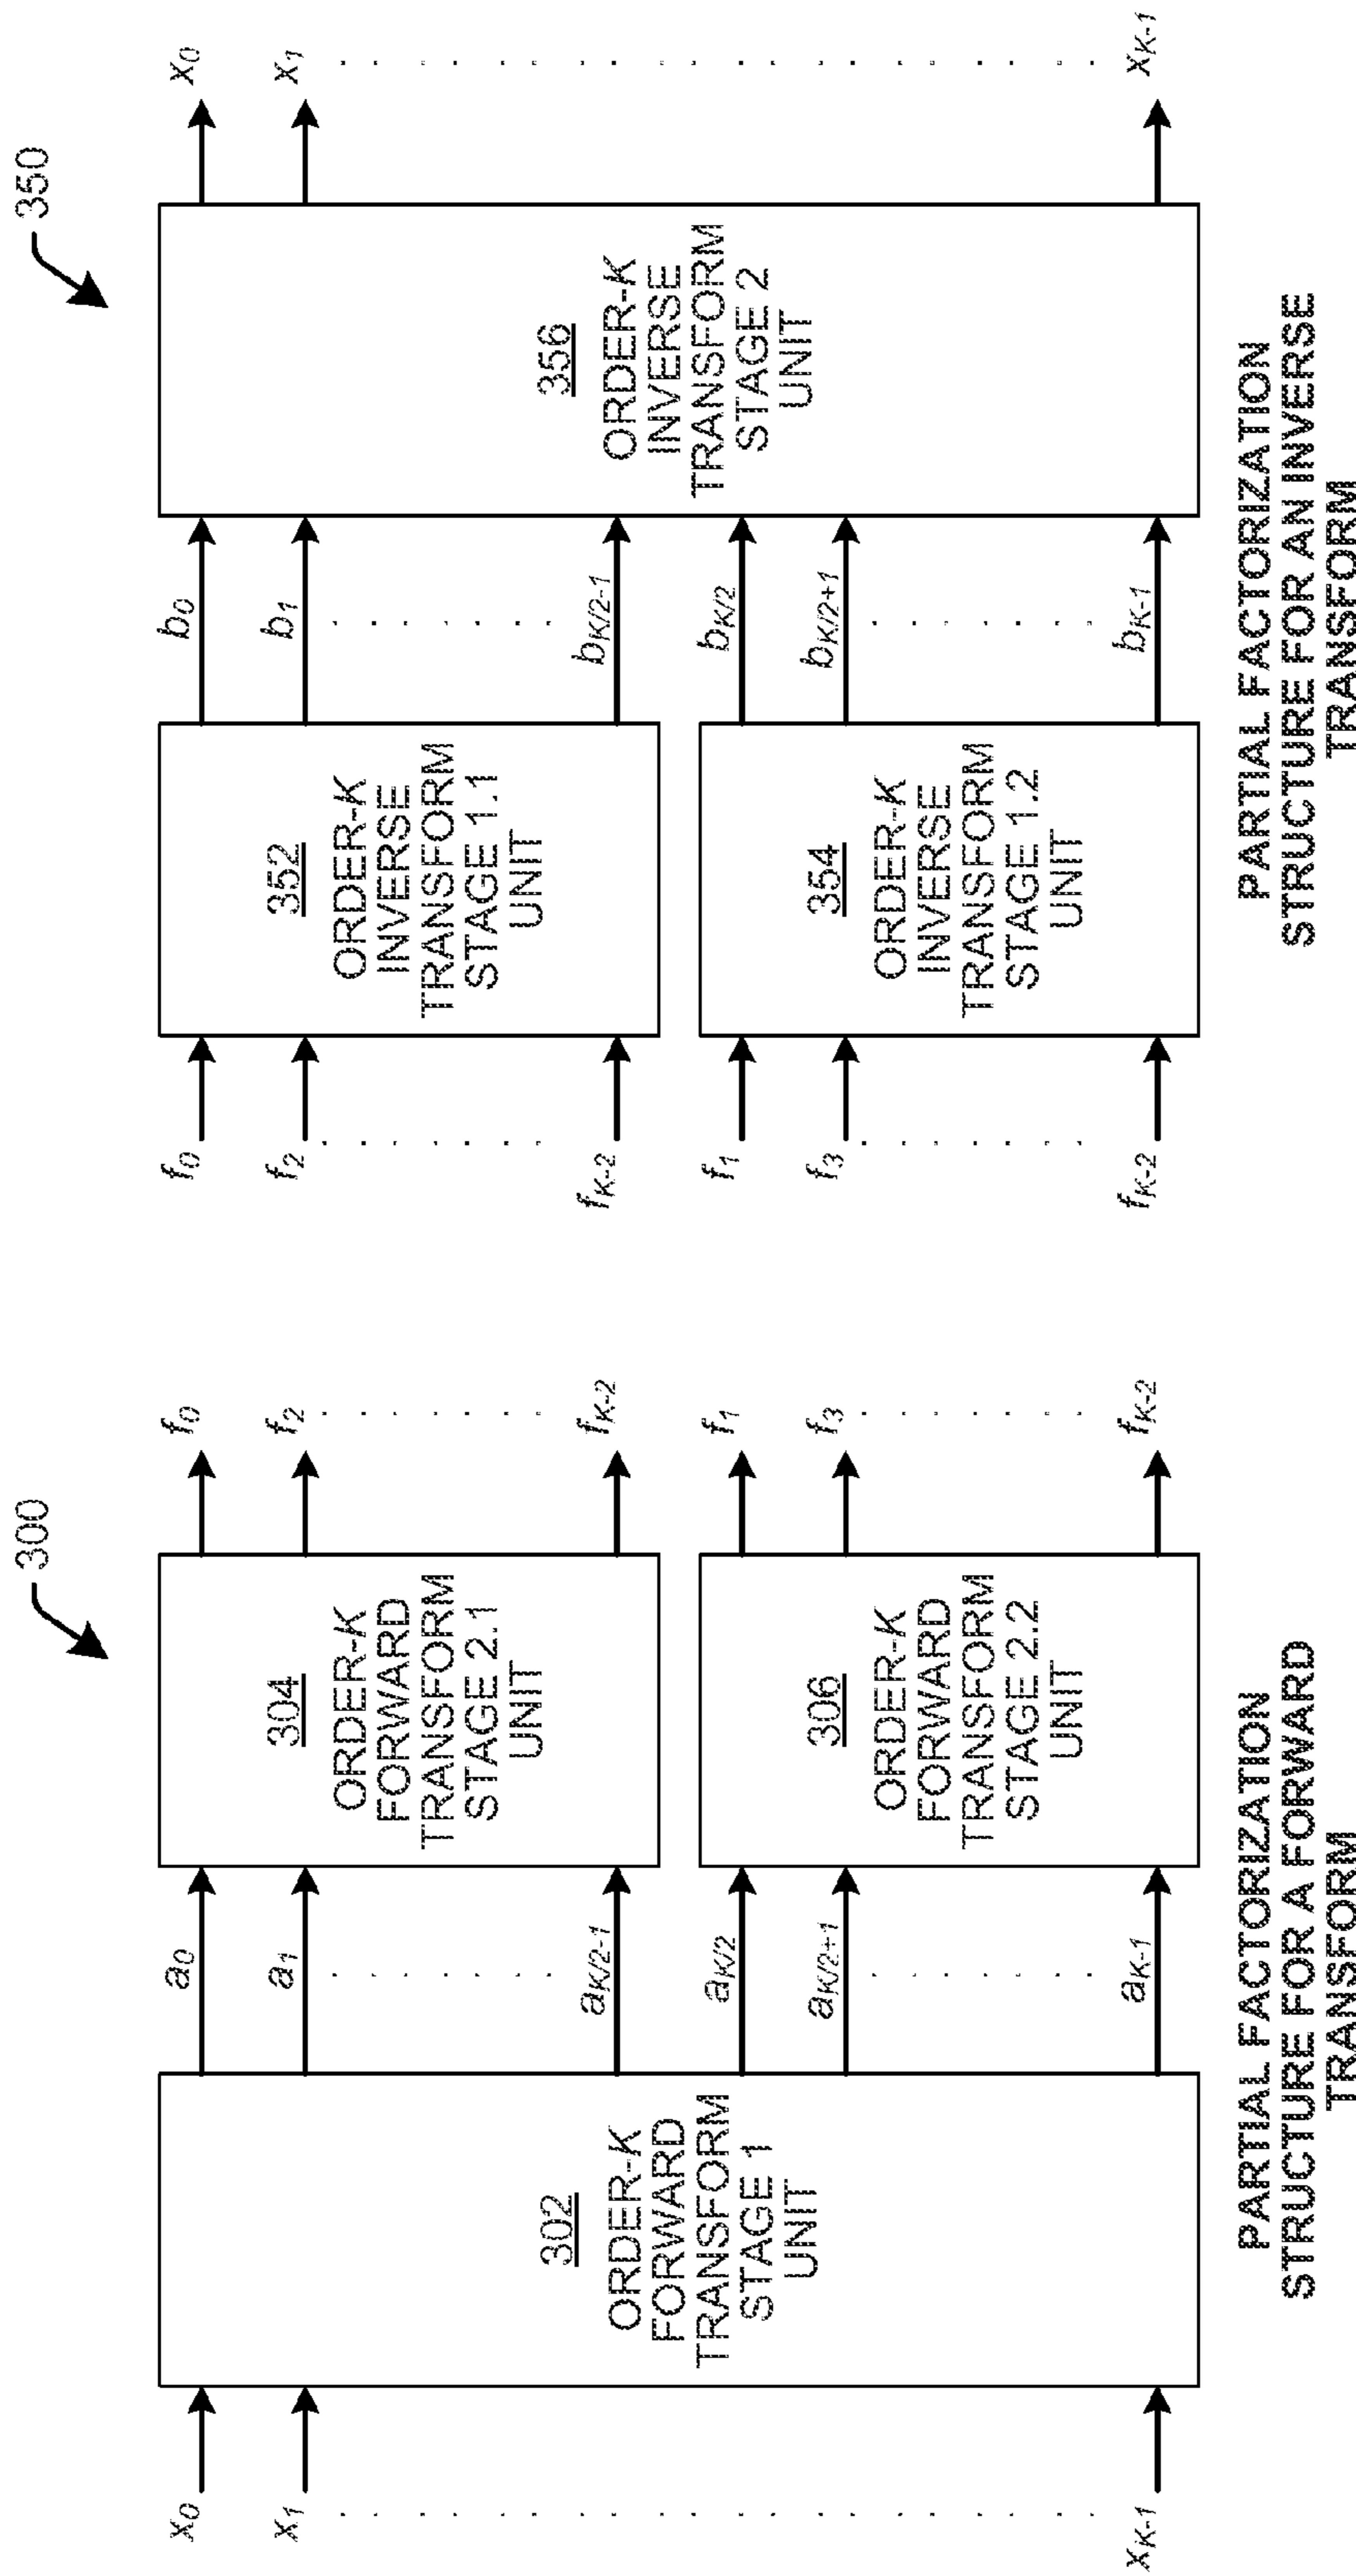 300
x0
x1
xK-1
302
ORDER-K
FORWARD
TRANSFORM
STAGE 1
UNIT
a0
a1
aK/2-1
aK/2
aK/2+1
aK-1
304
ORDER-K
FORWARD
TRANSFORM
STAGE 2.1
UNIT
306
ORDER-K
FORWARD
TRANSFORM
STAGE 2.2
UNIT
f0
f2
fK-2
f1
f3
fK-2
PARTIAL FACTORIZATION
STRUCTURE FOR A FORWARD
TRANSFORM
350
f0
f2
fK-2
f1
f3
fK-2
352
ORDER-K
INVERSE
TRANSFORM
STAGE 1.1
UNIT
354
ORDER-K
INVERSE
TRANSFORM
STAGE 1.2
UNIT
b0
b1
bK/2-1
bK/2
bK/2+1
bK-1
356
ORDER-K
INVERSE
TRANSFORM
STAGE 2
UNIT
x0
x1
xK-1
PARTIAL FACTORIZATION
STRUCTURE FOR AN INVERSE
TRANSFORM